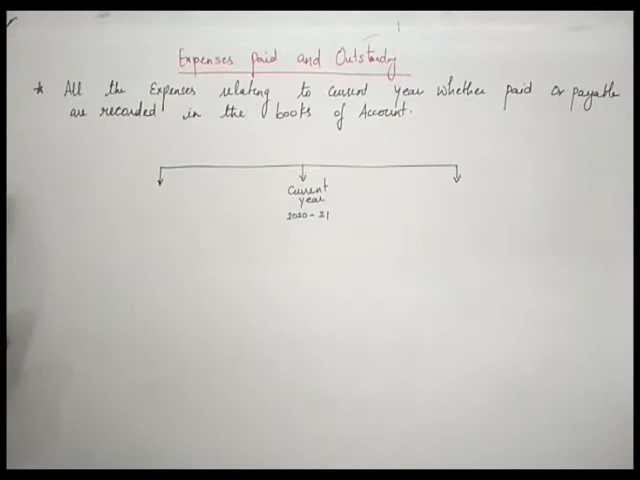 Expenses paid and Outstanding
* All the Expenses relating to current year whether paid or payable
are recorded in the books of Account.
Current
year
2020-21